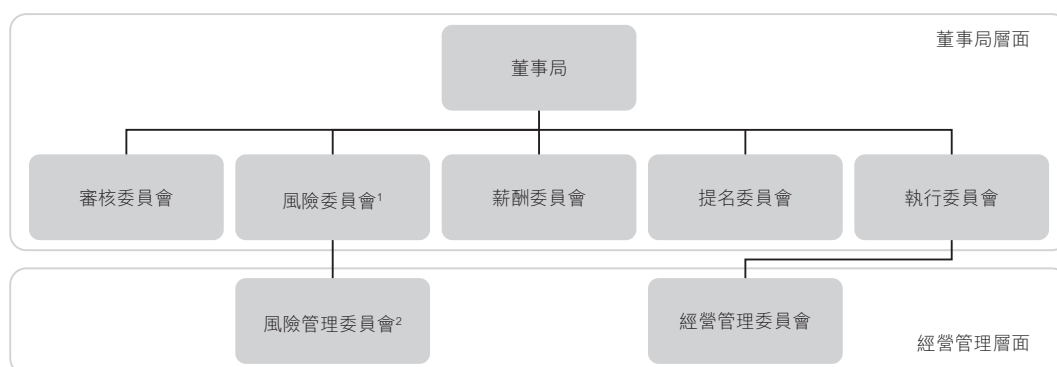 董事局層面
董事局
審核委員會
風險委員會¹
薪酬委員會
提名委員會
執行委員會
風險管理委員會²
經營管理委員會
經營管理層面